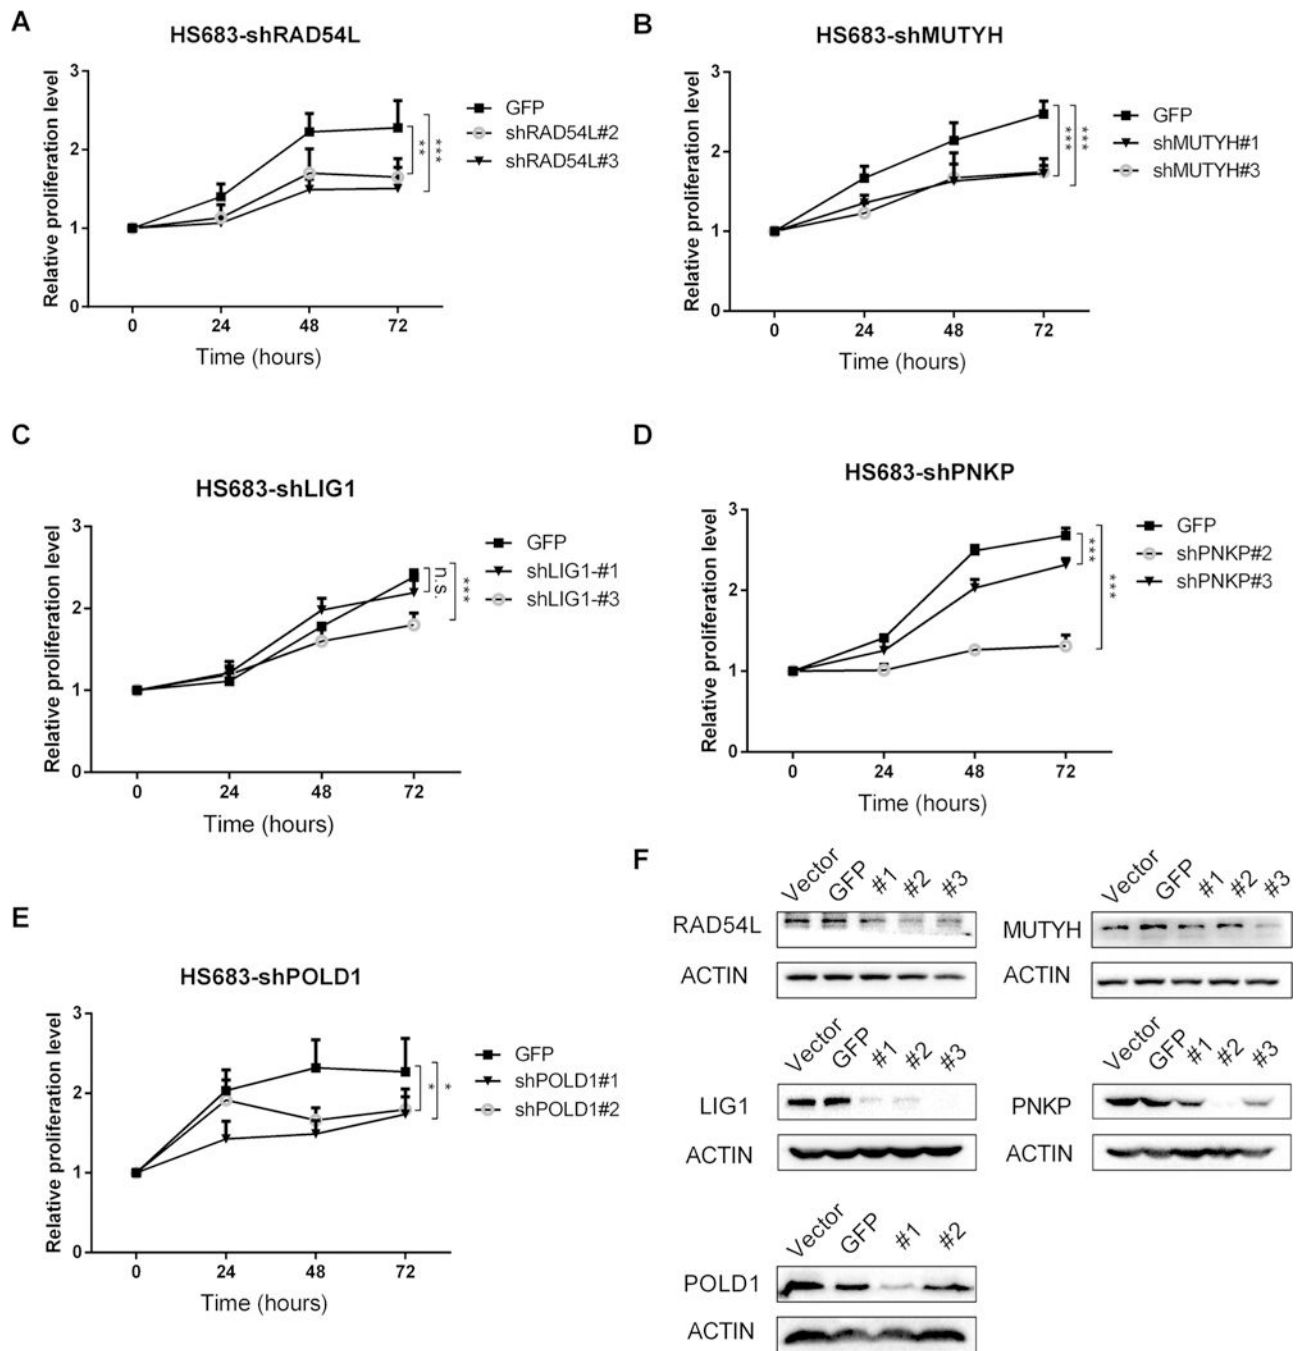 A
HS683-shRAD54L
Relative proliferation level
3
2
1
0
0 24 48 72
Time (hours)
GFP
shRAD54L#2
shRAD54L#3
**
***
B
HS683-shMUTYH
Relative proliferation level
3
2
1
0
0 24 48 72
Time (hours)
GFP
shMUTYH#1
shMUTYH#3
***
***
C
HS683-shLIG1
Relative proliferation level
3
2
1
0
0 24 48 72
Time (hours)
GFP
shLIG1-#1
shLIG1-#3
n.s.
***
D
HS683-shPNKP
Relative proliferation level
3
2
1
0
0 24 48 72
Time (hours)
GFP
shPNKP#2
shPNKP#3
***
***
E
HS683-shPOLD1
Relative proliferation level
3
2
1
0
0 24 48 72
Time (hours)
GFP
shPOLD1#1
shPOLD1#2
*
*
F
Vector GFP #1 #2 #3
RAD54L
ACTIN
Vector GFP #1 #2 #3
MUTYH
ACTIN
Vector GFP #1 #2 #3
LIG1
ACTIN
Vector GFP #1 #2 #3
PNKP
ACTIN
Vector GFP #1 #2
POLD1
ACTIN